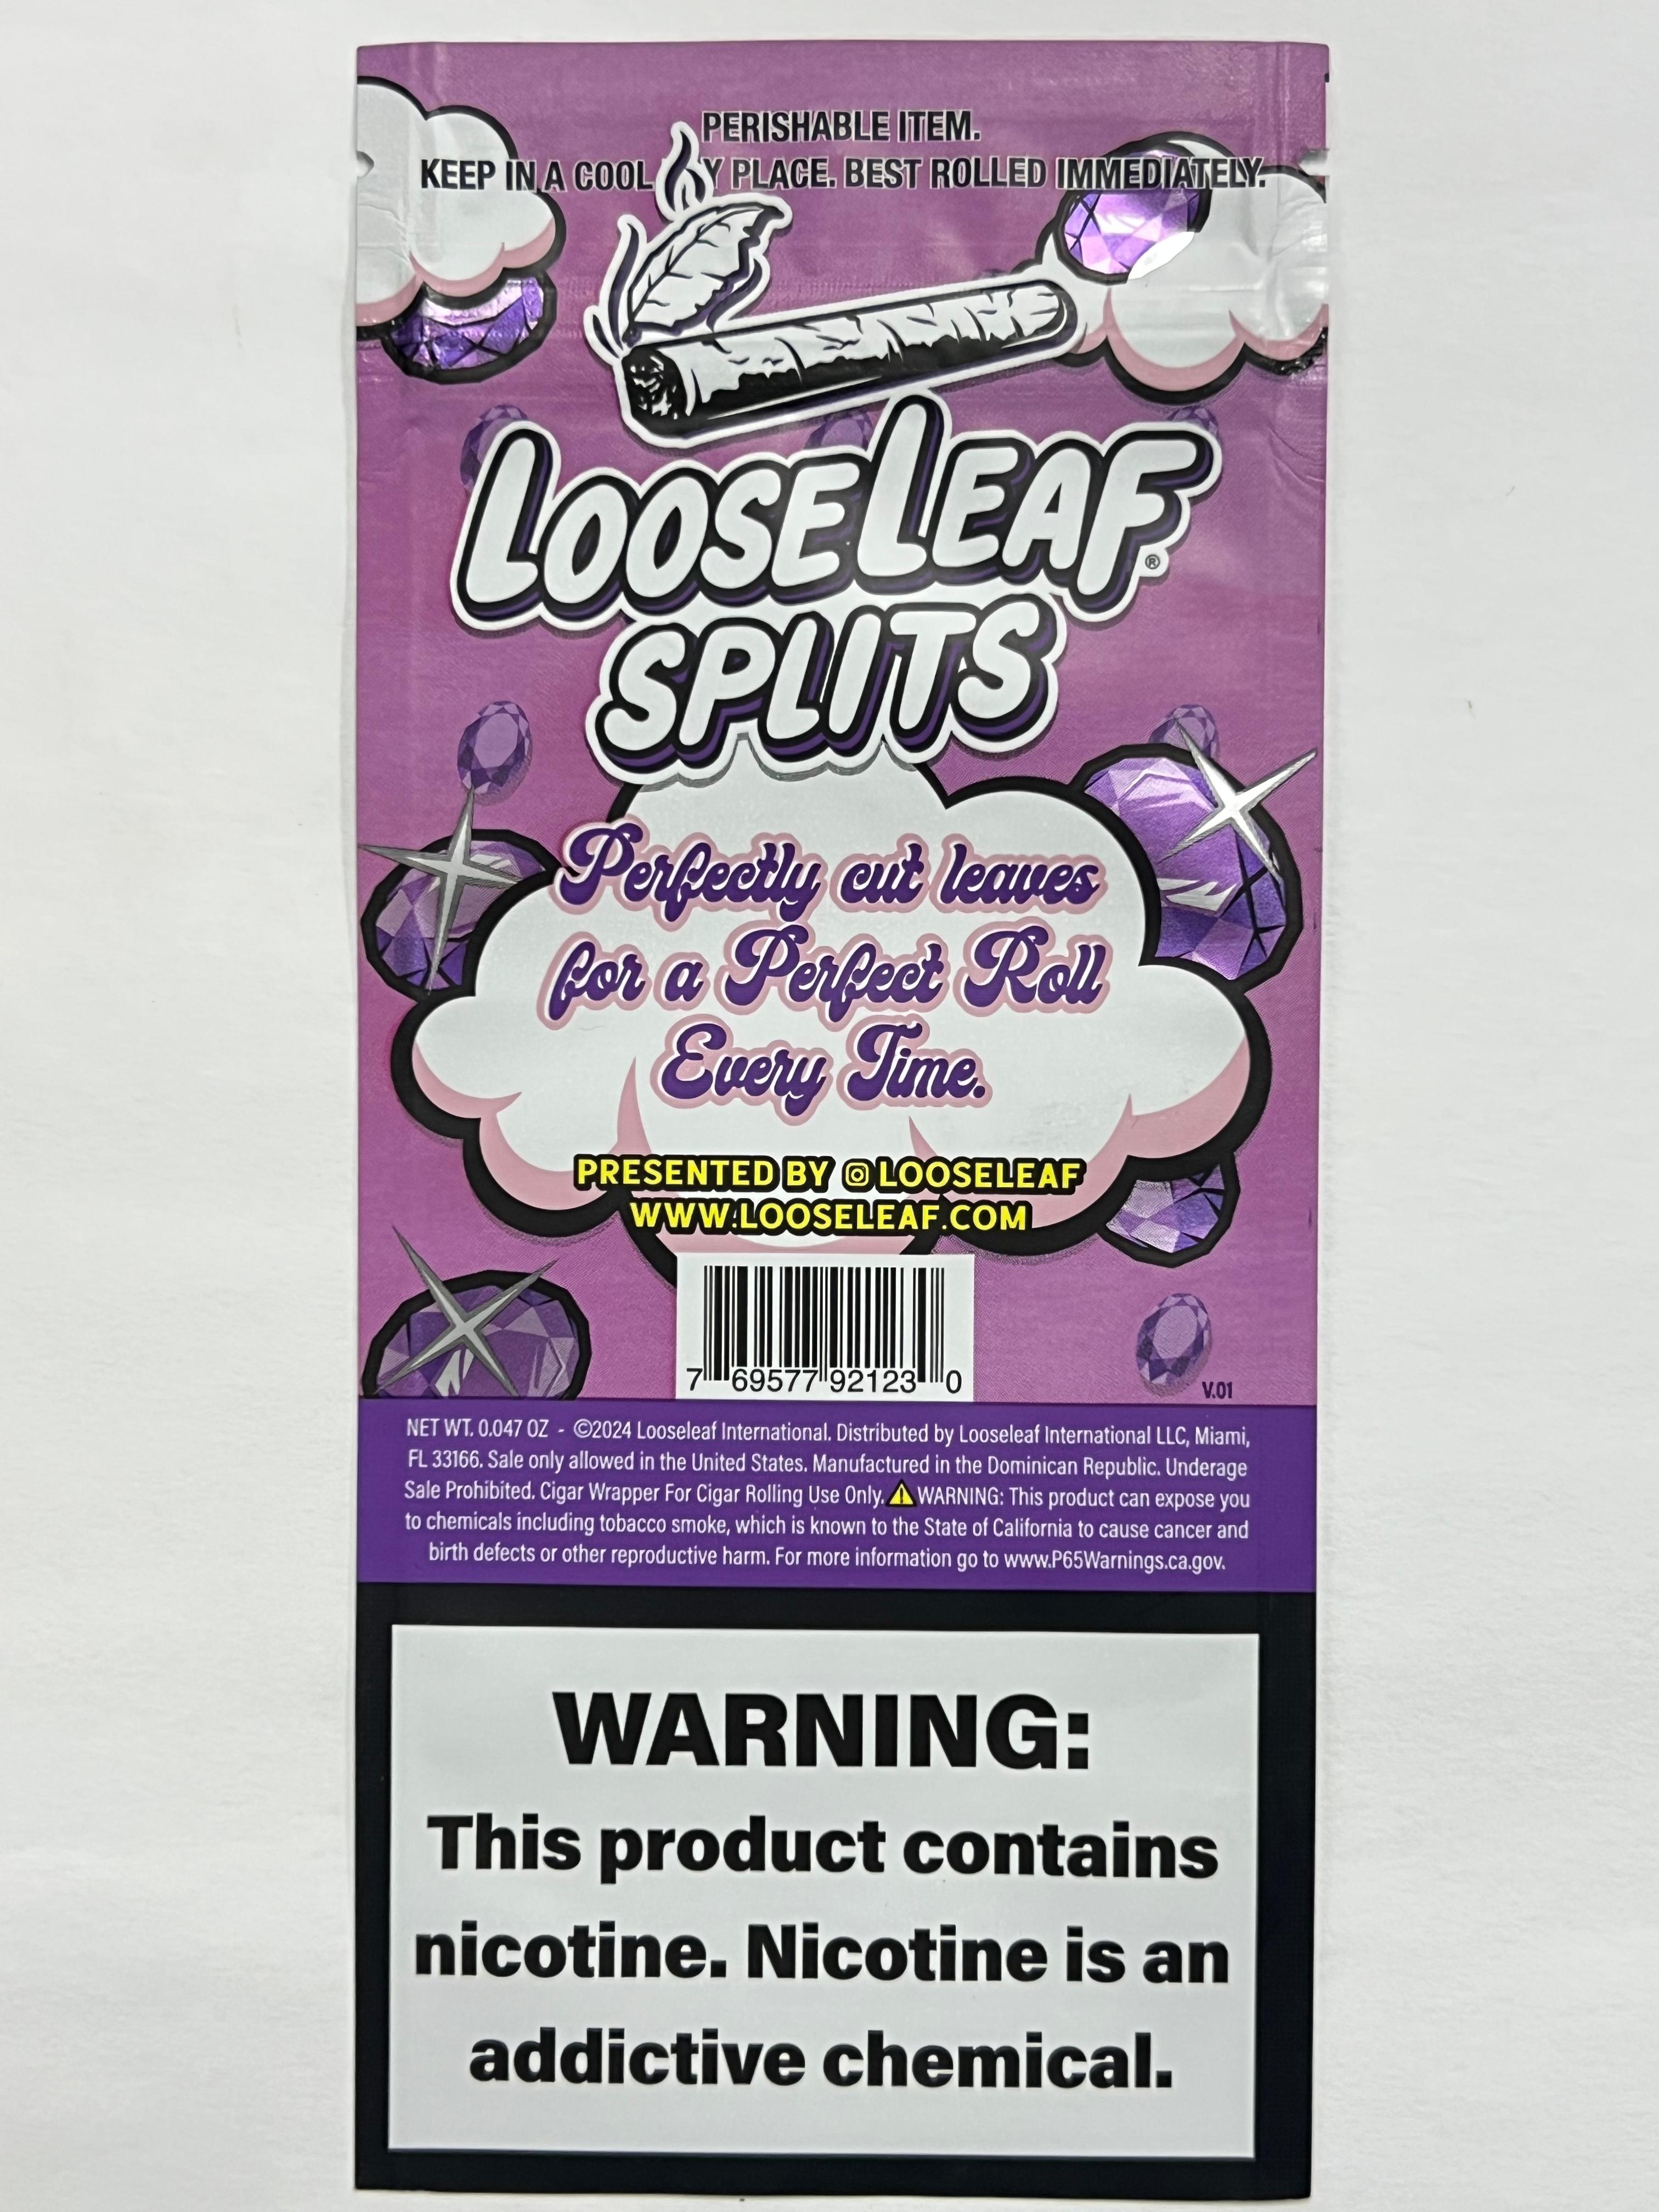 PERISHABLE ITEM.
KEEP IN A COOL Y PLACE. BEST ROLLED IMMEDIATELY.
LOOSELEAF®
SPLITS
Perfectly cut leaves
for a Perfect Roll
Every Time.
PRESENTED BY LOOSELEAF
WWW.LOOSELEAF.COM
7 69577 92123 0
V.01
NET WT. 0.047 OZ - ©2024 Looseleaf International. Distributed by Looseleaf International LLC, Miami,
FL 33166. Sale only allowed in the United States. Manufactured in the Dominican Republic. Underage
Sale Prohibited. Cigar Wrapper For Cigar Rolling Use Only. ⚠ WARNING: This product can expose you
to chemicals including tobacco smoke, which is known to the State of California to cause cancer and
birth defects or other reproductive harm. For more information go to www.P65Warnings.ca.gov.
WARNING:
This product contains
nicotine. Nicotine is an
addictive chemical.